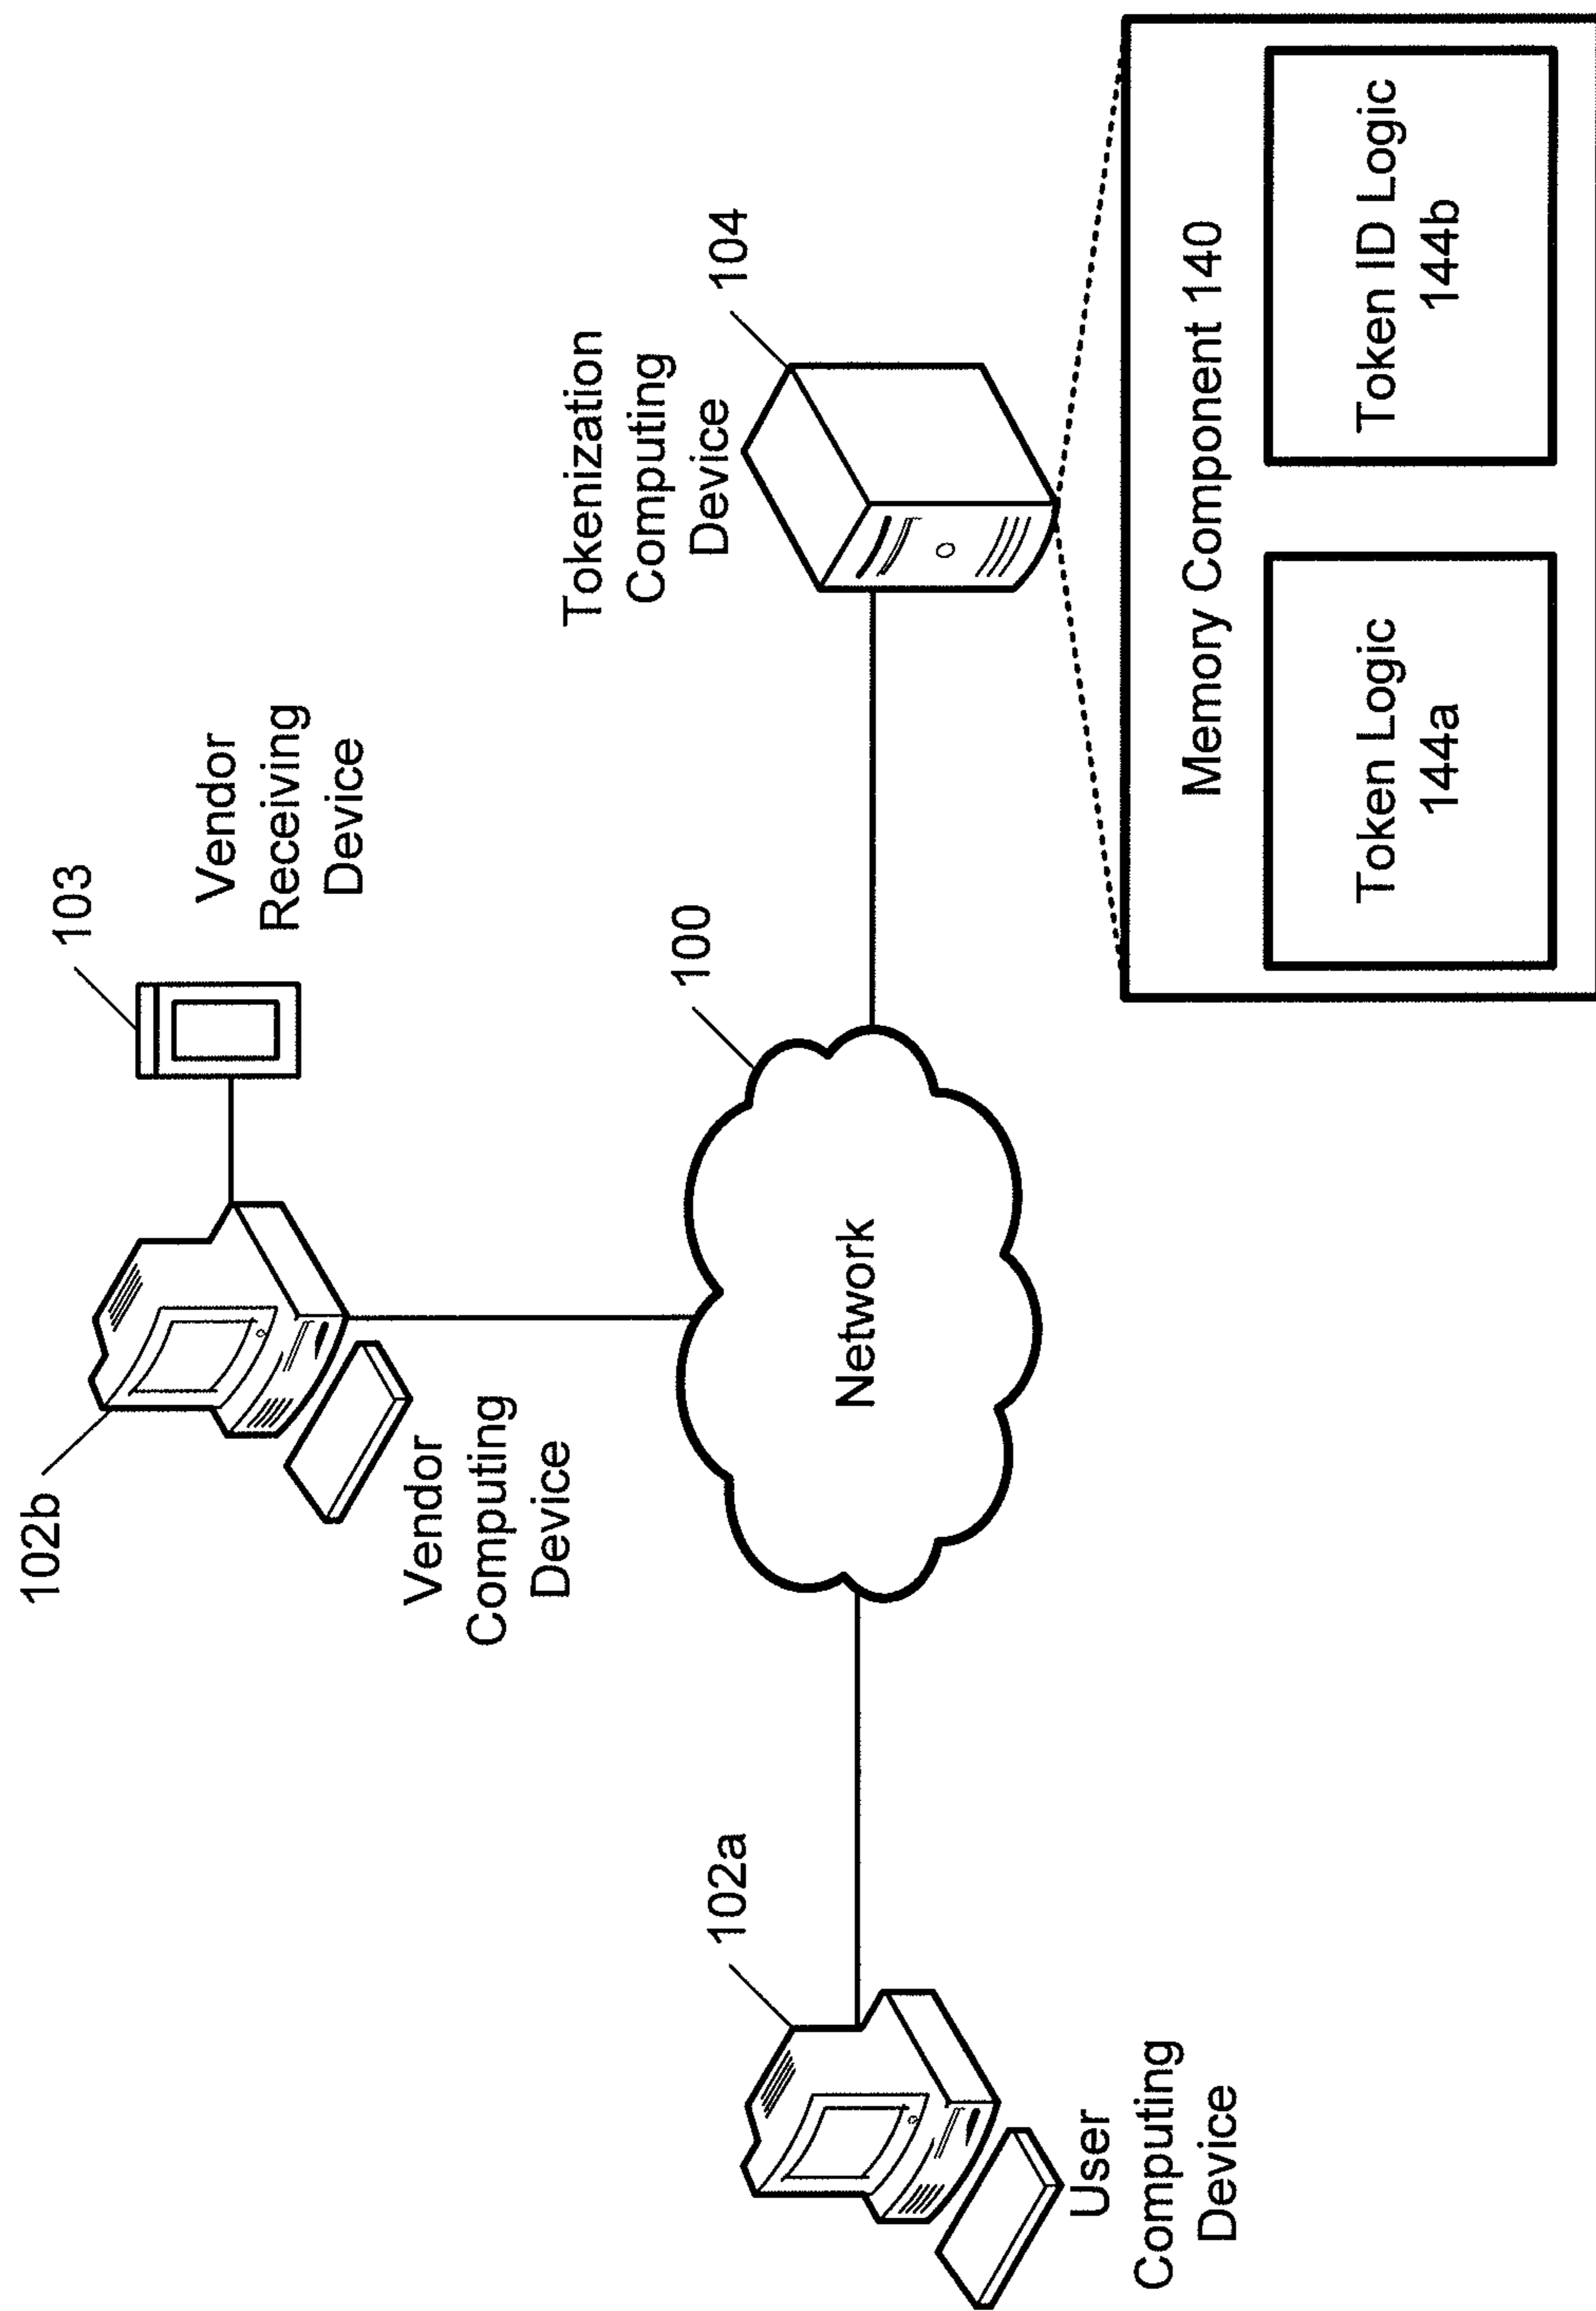 102b
103
Vendor
Receiving
Device
Vendor
Computing
Device
Tokenization
Computing
Device
104
102a
100
Network
User
Computing
Device
Memory Component 140
Token Logic
144a
Token ID Logic
144b